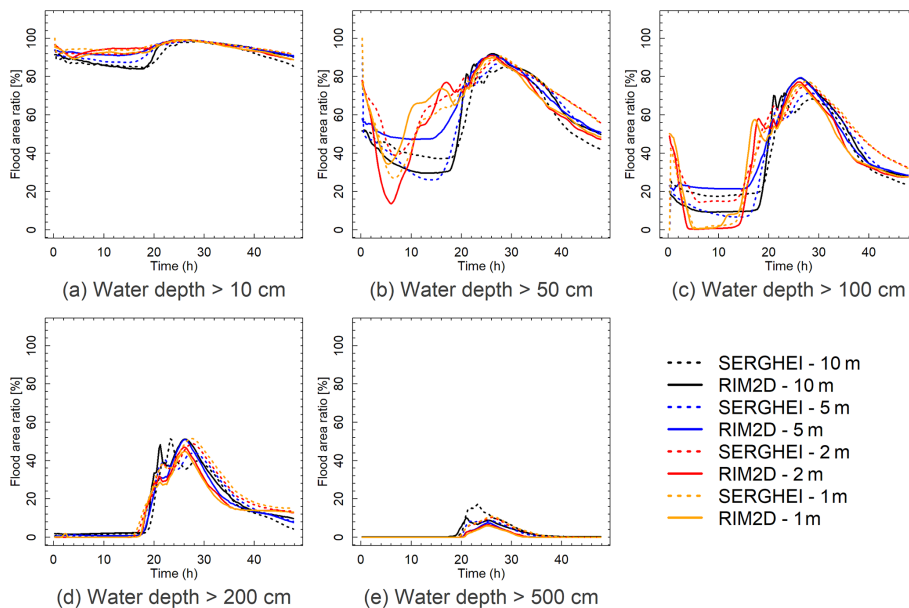 Flood area ratio [%]
0 20 40 60 80 100
0 10 20 30 40
Time (h)
(a) Water depth > 10 cm
Flood area ratio [%]
0 20 40 60 80 100
0 10 20 30 40
Time (h)
(b) Water depth > 50 cm
Flood area ratio [%]
0 20 40 60 80 100
0 10 20 30 40
Time (h)
(c) Water depth > 100 cm
Flood area ratio [%]
0 20 40 60 80 100
0 10 20 30 40
Time (h)
(d) Water depth > 200 cm
Flood area ratio [%]
0 20 40 60 80 100
0 10 20 30 40
Time (h)
(e) Water depth > 500 cm
SERGHEI - 10 m
RIM2D - 10 m
SERGHEI - 5 m
RIM2D - 5 m
SERGHEI - 2 m
RIM2D - 2 m
SERGHEI - 1 m
RIM2D - 1 m